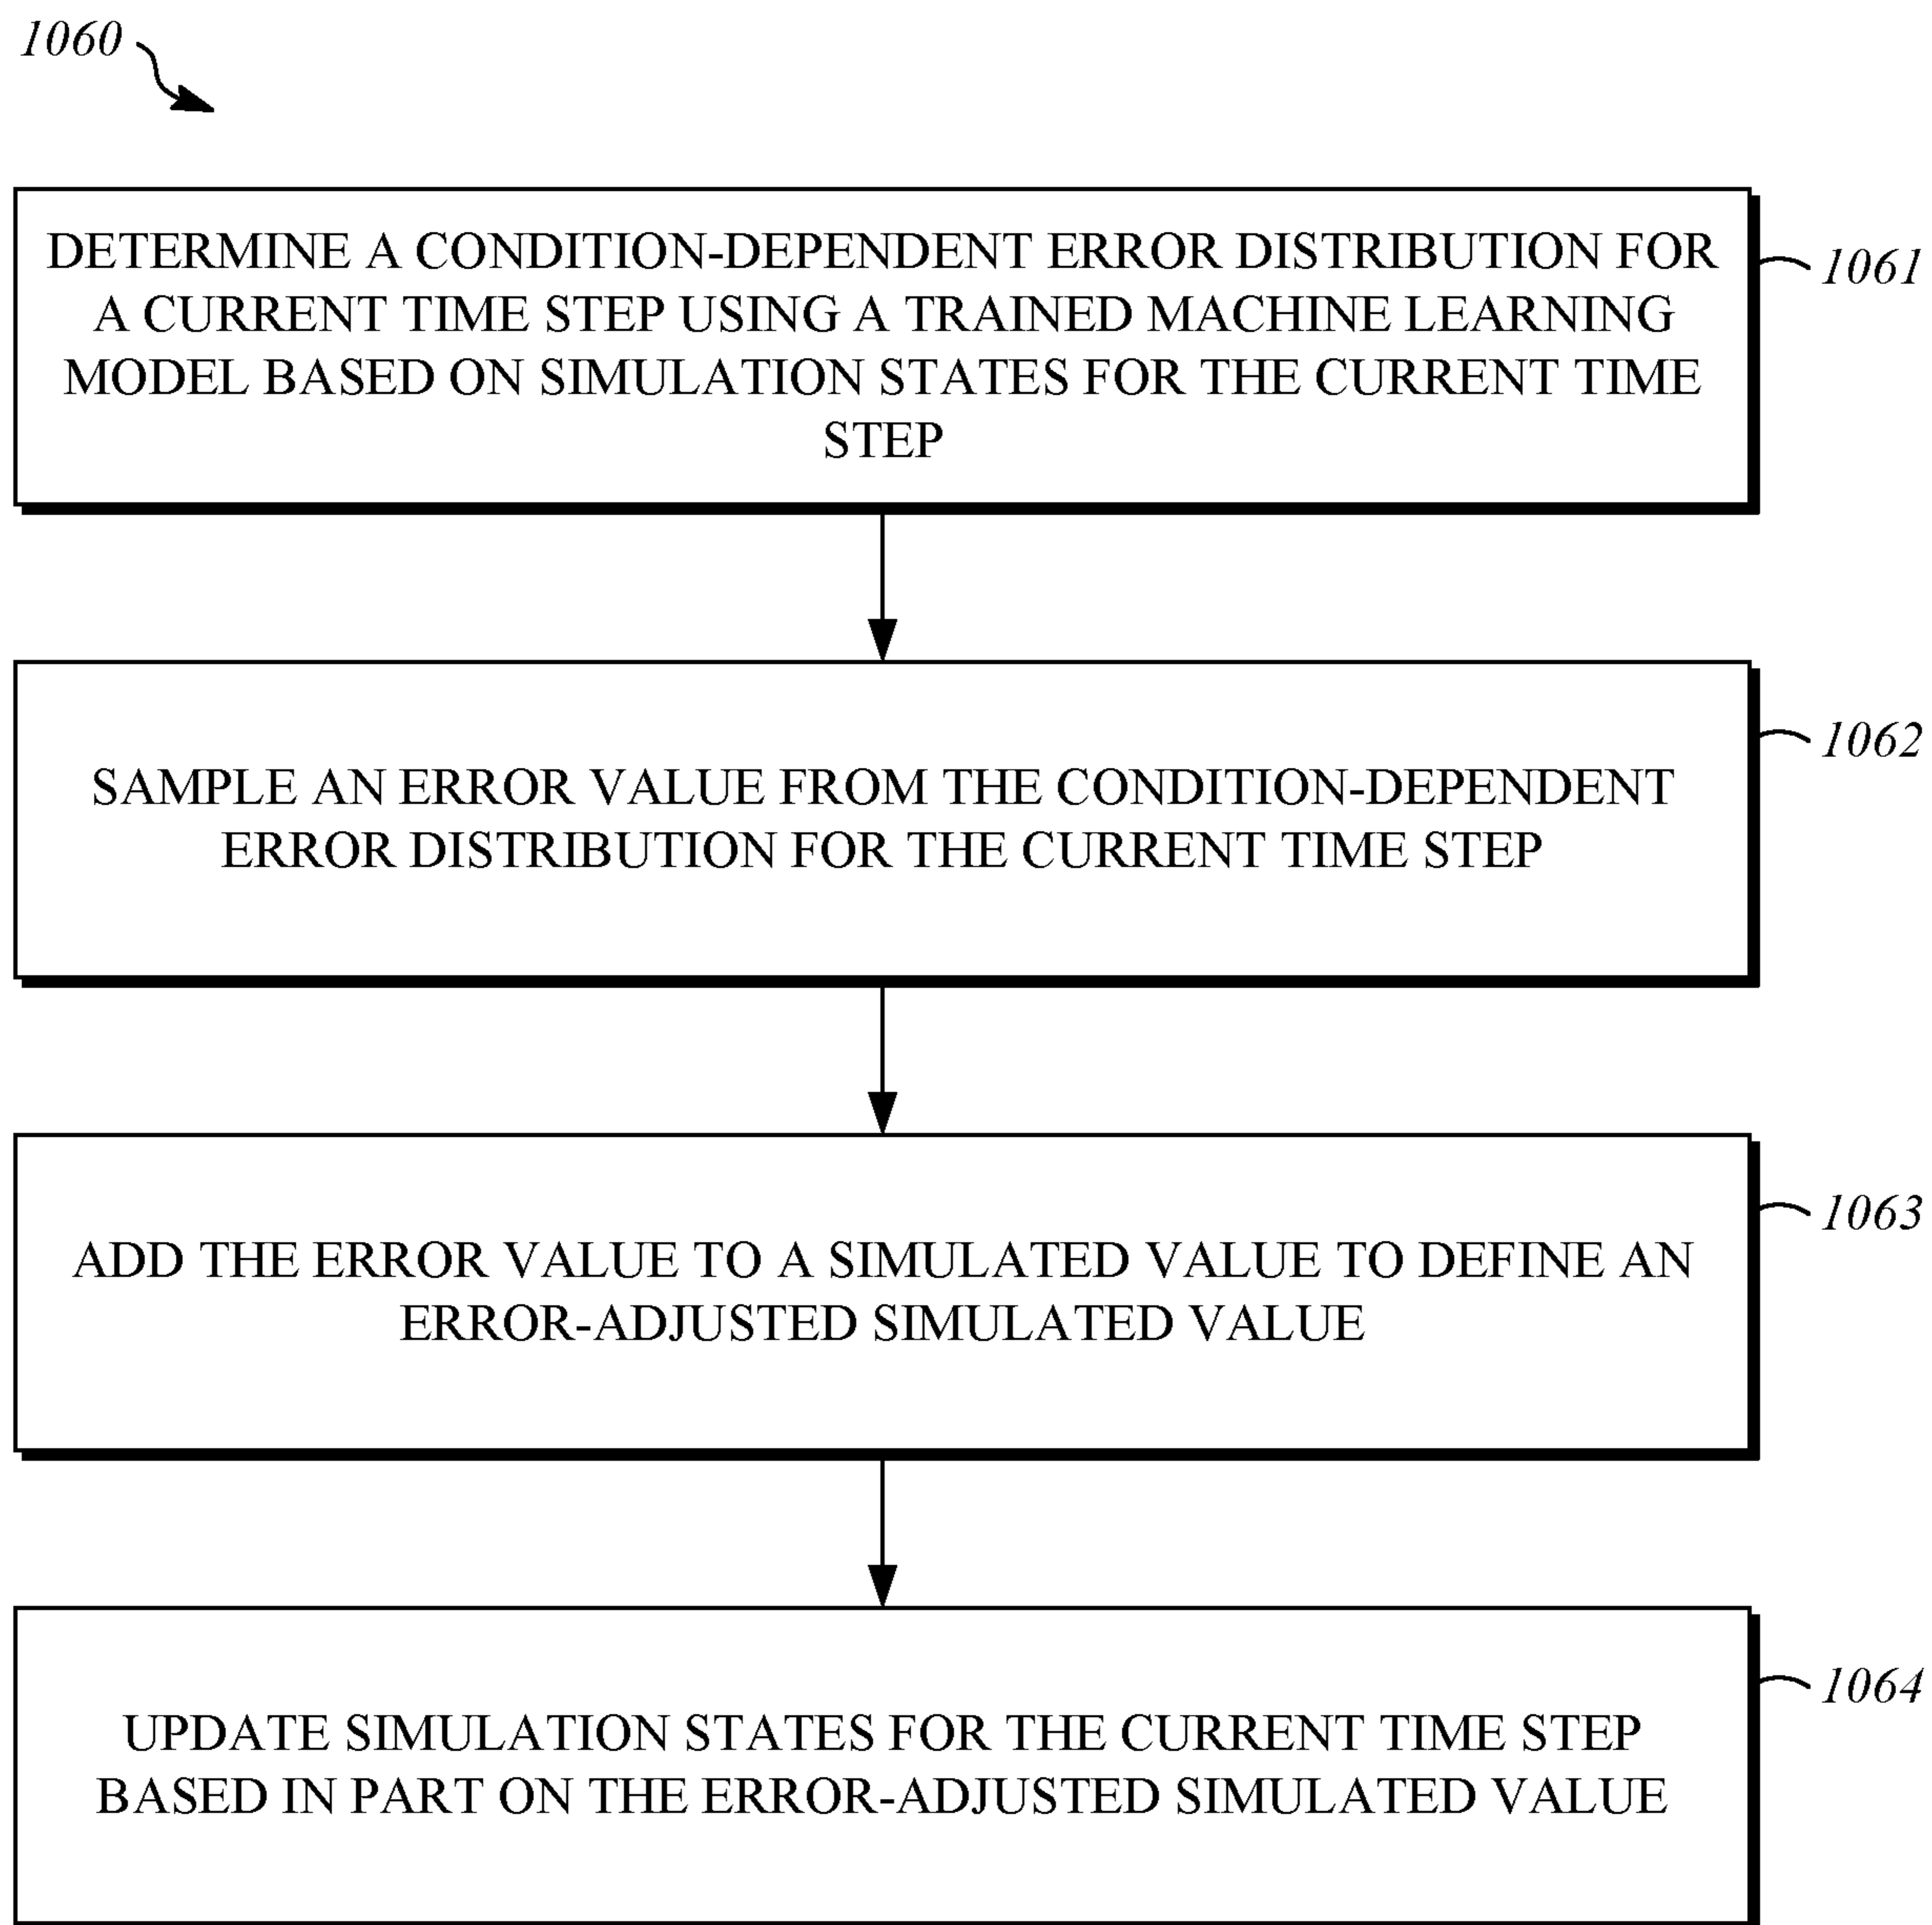 1060
DETERMINE A CONDITION-DEPENDENT ERROR DISTRIBUTION FOR
A CURRENT TIME STEP USING A TRAINED MACHINE LEARNING
MODEL BASED ON SIMULATION STATES FOR THE CURRENT TIME
STEP
1061
SAMPLE AN ERROR VALUE FROM THE CONDITION-DEPENDENT
ERROR DISTRIBUTION FOR THE CURRENT TIME STEP
1062
ADD THE ERROR VALUE TO A SIMULATED VALUE TO DEFINE AN
ERROR-ADJUSTED SIMULATED VALUE
1063
UPDATE SIMULATION STATES FOR THE CURRENT TIME STEP
BASED IN PART ON THE ERROR-ADJUSTED SIMULATED VALUE
1064